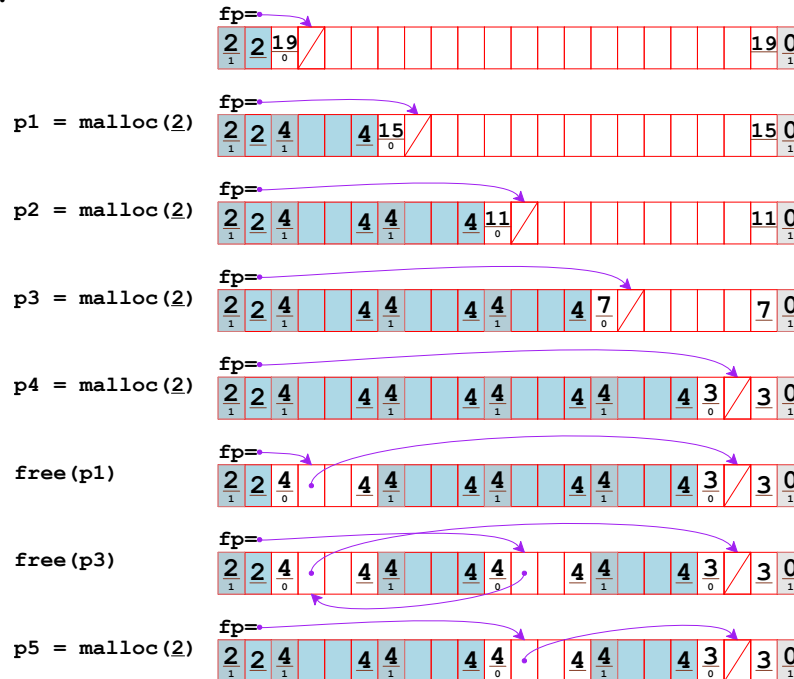 fp=
2 1 2 19 0 19 0 1
fp=
p1 = malloc(2) 2 1 2 4 1 4 15 0 15 0 1
fp=
p2 = malloc(2) 2 1 2 4 1 4 4 1 4 11 0 11 0 1
fp=
p3 = malloc(2) 2 1 2 4 1 4 4 1 4 4 1 4 7 0 7 0 1
fp=
p4 = malloc(2) 2 1 2 4 1 4 4 1 4 4 1 4 4 1 4 3 0 3 0 1
fp=
free(p1) 2 1 2 4 0 4 4 1 4 4 1 4 4 1 4 3 0 3 0 1
fp=
free(p3) 2 1 2 4 0 4 4 1 4 4 0 4 4 1 4 3 0 3 0 1
fp=
p5 = malloc(2) 2 1 2 4 1 4 4 1 4 4 0 4 4 1 4 3 0 3 0 1